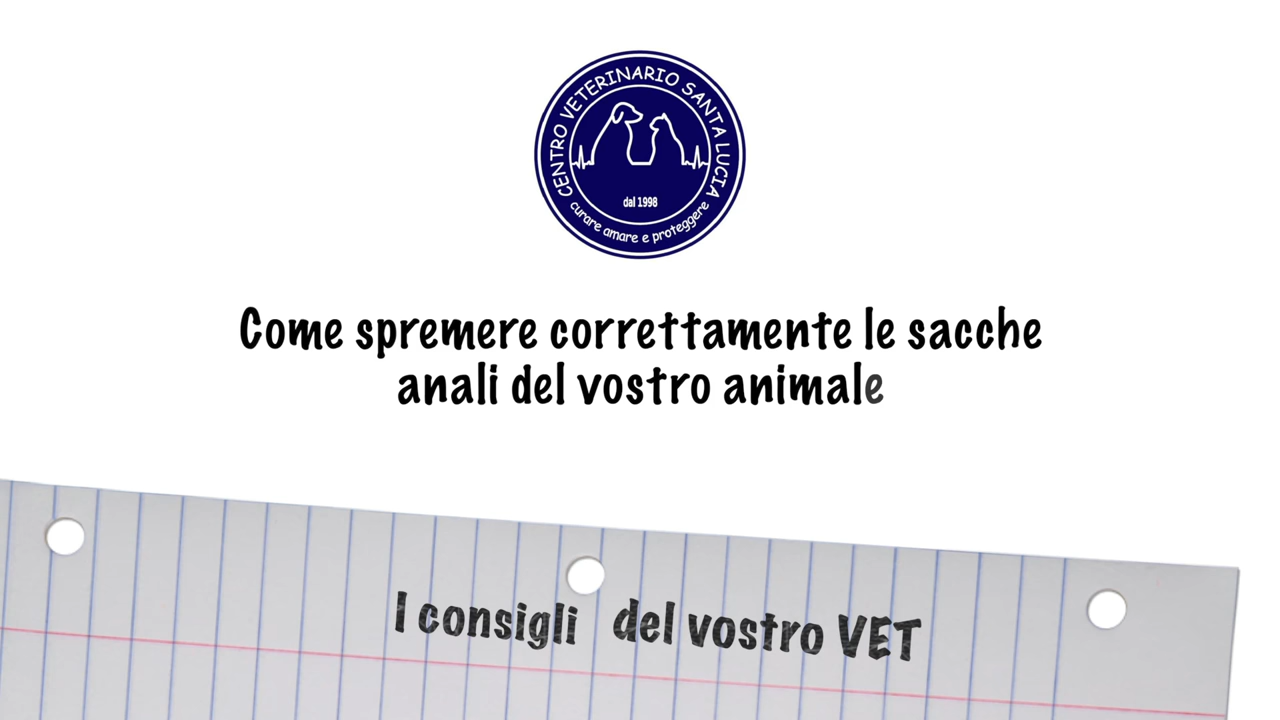 CENTRO VETERINARIO SANTA LUCIA
dal 1998
curare amare e proteggere
Come spremere correttamente le sacche
anali del vostro animale
I consigli del vostro VET